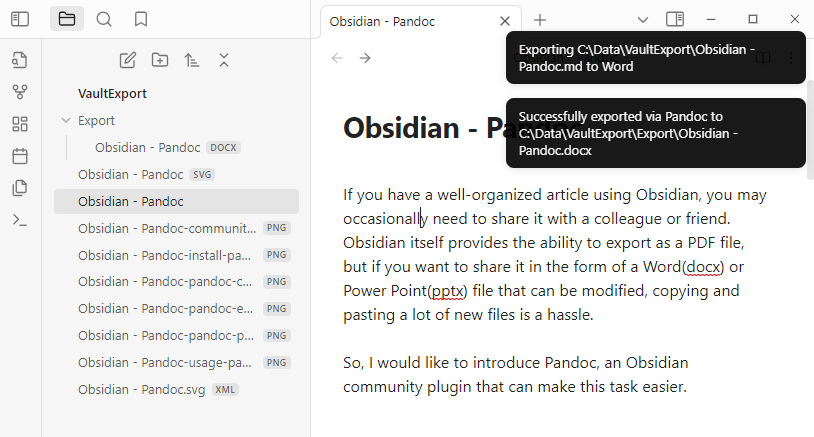 Obsidian - Pandoc
VaultExport
Export
Obsidian - Pandoc DOCX
Obsidian - Pandoc SVG
Obsidian - Pandoc
Obsidian - Pandoc-communit... PNG
Obsidian - Pandoc-install-pa... PNG
Obsidian - Pandoc-pandoc-c... PNG
Obsidian - Pandoc-pandoc-e... PNG
Obsidian - Pandoc-pandoc-p... PNG
Obsidian - Pandoc-usage-pa... PNG
Obsidian - Pandoc.svg XML
Exporting C:\Data\VaultExport\Obsidian -
Pandoc.md to Word
Successfully exported via Pandoc to
C:\Data\VaultExport\Export\Obsidian -
Pandoc.docx
Obsidian - Pandoc
If you have a well-organized article using Obsidian, you may
occasionally need to share it with a colleague or friend.
Obsidian itself provides the ability to export as a PDF file,
but if you want to share it in the form of a Word(docx) or
Power Point(pptx) file that can be modified, copying and
pasting a lot of new files is a hassle.
So, I would like to introduce Pandoc, an Obsidian
community plugin that can make this task easier.